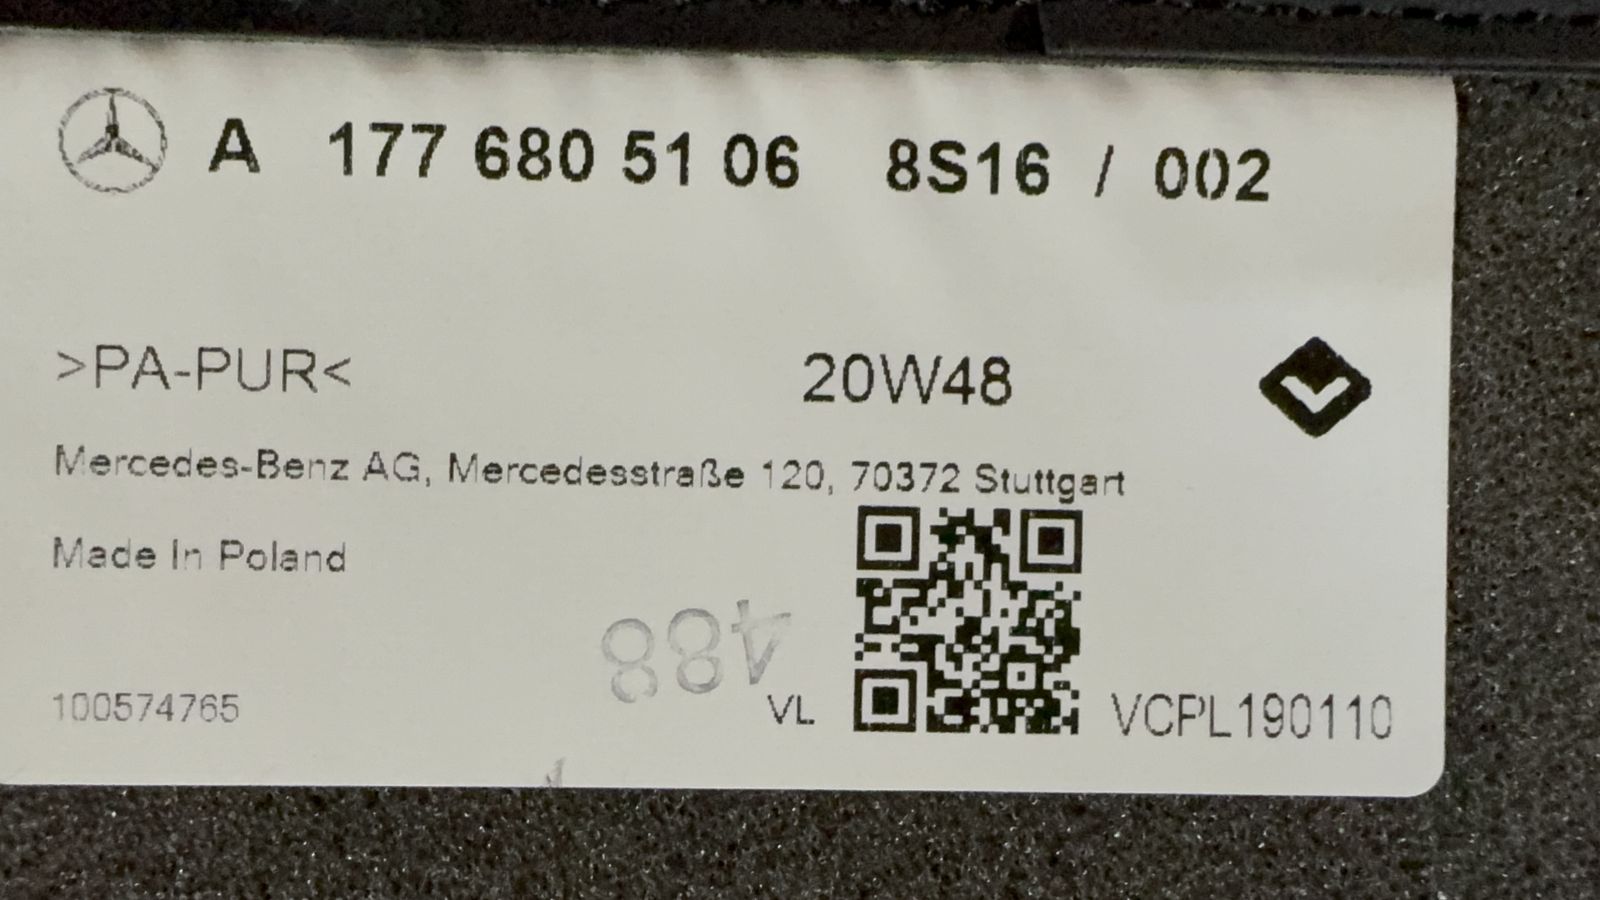 A 177 680 51 06 8S16 / 002
>PA-PUR<
20W48
Mercedes-Benz AG, Mercedesstraße 120, 70372 Stuttgart
Made In Poland
488
100574765
VL
VCPL190110